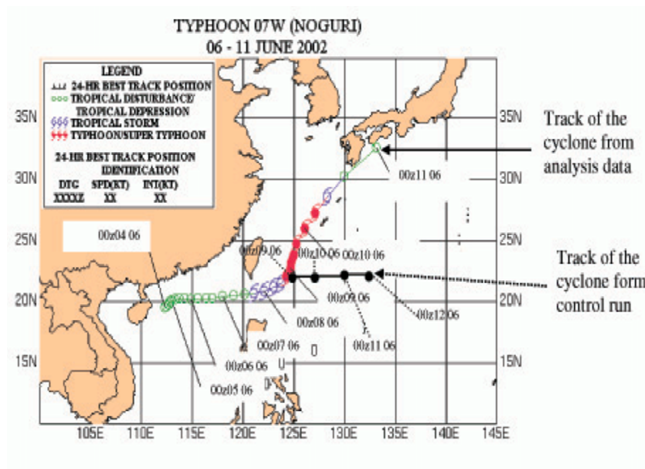 TYPHOON 07W (NOGURI)
06 - 11 JUNE 2002
LEGEND
24-HR BEST TRACK POSITION
TROPICAL DISTURBANCE/
TROPICAL DEPRESSION
TROPICAL STORM
TYPHOON/SUPER TYPHOON
24-HR BEST TRACK POSITION
IDENTIFICATION
DTG SPD(KT) INT(KT)
XXXXZ XX XX
35N
30N
25N
20N
15N
35N
30N
25N
20N
15N
105E
110E
115E
120E
125E
130E
135E
140E
145E
00z04 06
00z05 06
00z06 06
00z07 06
00z08 06
00z09 06
00z09.06
00z10.06
00z10 06
00z11 06
00z11 06
00z12 06
Track of the
cyclone from
analysis data
Track of the
cyclone form
control run